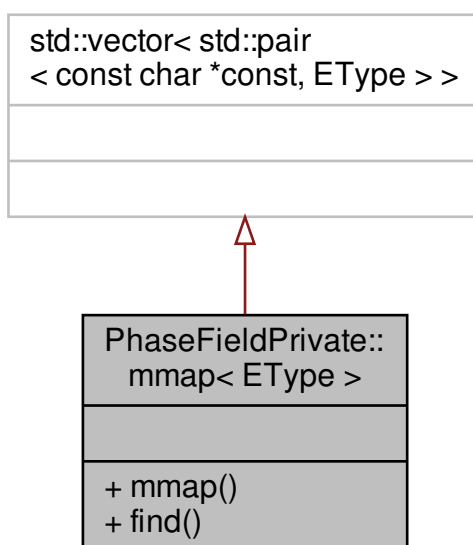 std::vector< std::pair
< const char *const, EType > >
PhaseFieldPrivate::
mmap< EType >
+ mmap()
+ find()